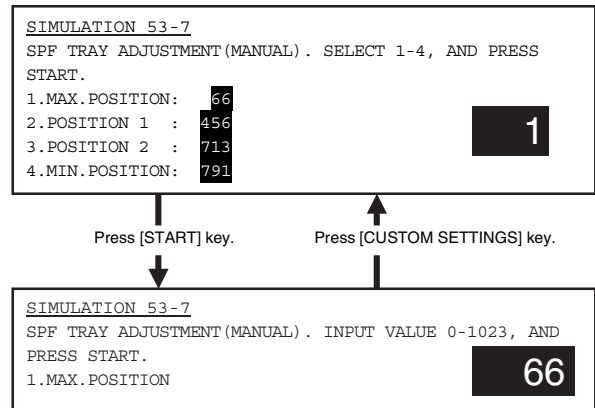 SIMULATION 53-7
SPF TRAY ADJUSTMENT(MANUAL). SELECT 1-4, AND PRESS
START.
1.MAX.POSITION: 66
2.POSITION 1 : 456
3.POSITION 2 : 713
4.MIN.POSITION: 791
1
Press [START] key.
Press [CUSTOM SETTINGS] key.
SIMULATION 53-7
SPF TRAY ADJUSTMENT(MANUAL). INPUT VALUE 0-1023, AND
PRESS START.
1.MAX.POSITION
66